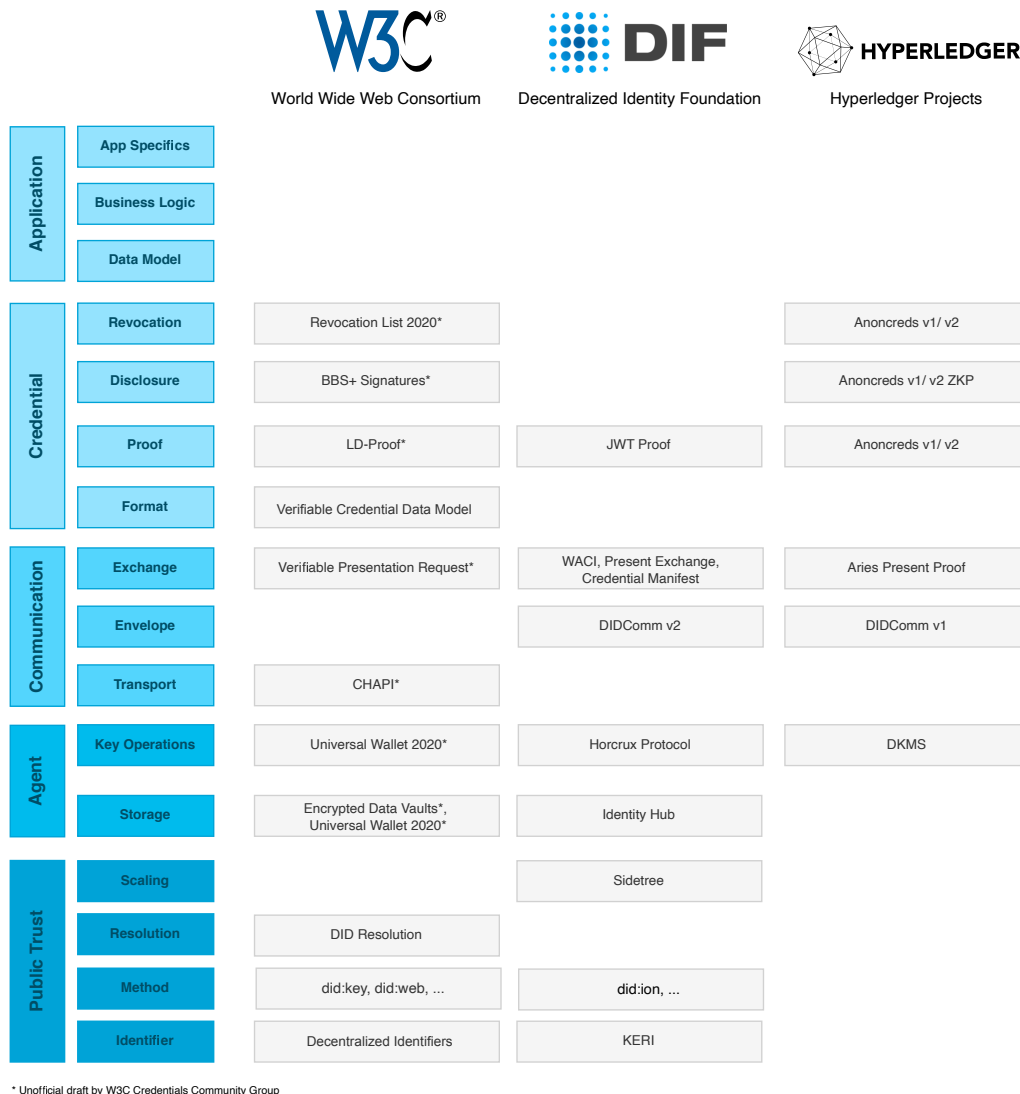 W3C®
DIF
HYPERLEDGER
World Wide Web Consortium
Decentralized Identity Foundation
Hyperledger Projects
Application
App Specifics
Business Logic
Data Model
Credential
Revocation
Revocation List 2020*
Anoncreds v1/ v2
Disclosure
BBS+ Signatures*
Anoncreds v1/ v2 ZKP
Proof
LD-Proof*
JWT Proof
Anoncreds v1/ v2
Format
Verifiable Credential Data Model
Communication
Exchange
Verifiable Presentation Request*
WACI, Present Exchange,
Credential Manifest
Aries Present Proof
Envelope
DIDComm v2
DIDComm v1
Transport
CHAPI*
Agent
Key Operations
Universal Wallet 2020*
Horcrux Protocol
DKMS
Storage
Encrypted Data Vaults*,
Universal Wallet 2020*
Identity Hub
Public Trust
Scaling
Sidetree
Resolution
DID Resolution
Method
did:key, did:web, ...
did:ion, ...
Identifier
Decentralized Identifiers
KERI
* Unofficial draft by W3C Credentials Community Group